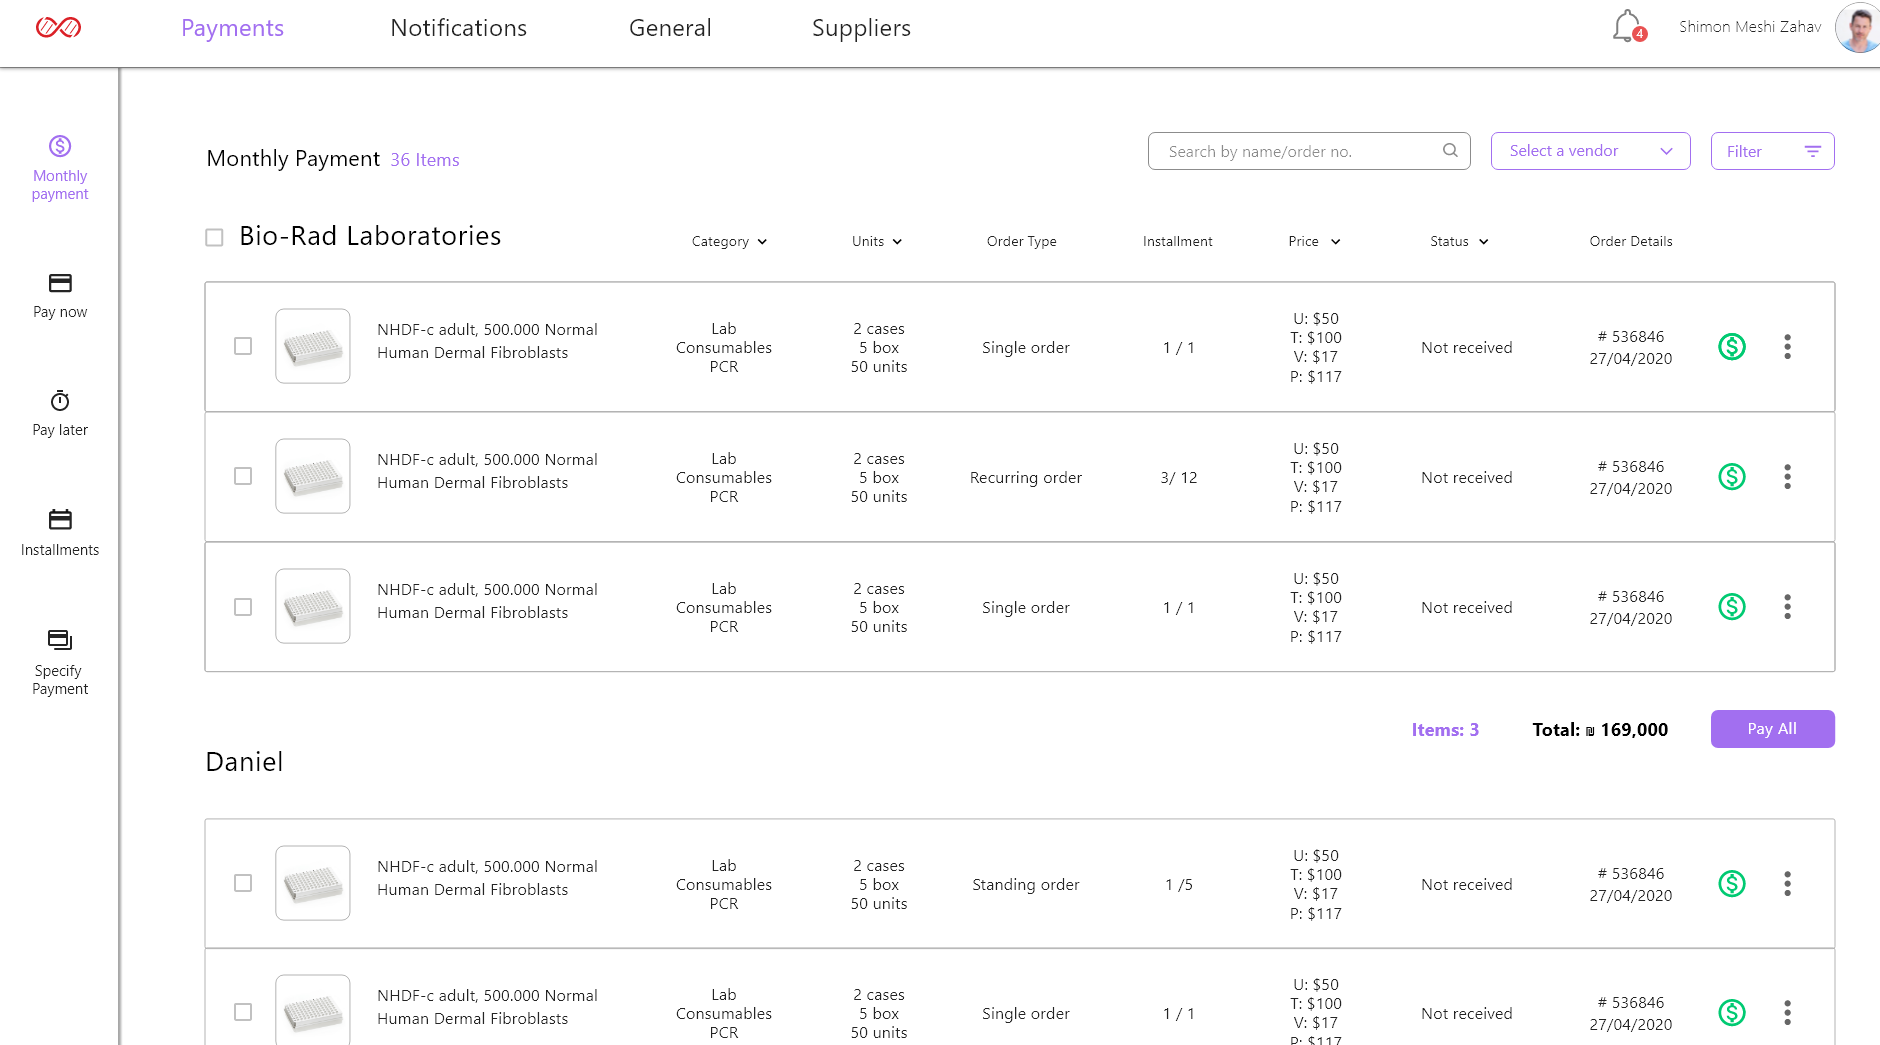 Payments
Notifications
General
Suppliers
4
Shimon Meshi Zahav
Monthly
payment
Pay now
Pay later
Installments
Specify
Payment
Monthly Payment 36 Items
Search by name/order no.
Select a vendor
Filter
Bio-Rad Laboratories
Category
Units
Order Type
Installment
Price
Status
Order Details
NHDF-c adult, 500.000 Normal
Human Dermal Fibroblasts
Lab
Consumables
PCR
2 cases
5 box
50 units
Single order
1 / 1
U: $50
T: $100
V: $17
P: $117
Not received
# 536846
27/04/2020
NHDF-c adult, 500.000 Normal
Human Dermal Fibroblasts
Lab
Consumables
PCR
2 cases
5 box
50 units
Recurring order
3/ 12
U: $50
T: $100
V: $17
P: $117
Not received
# 536846
27/04/2020
NHDF-c adult, 500.000 Normal
Human Dermal Fibroblasts
Lab
Consumables
PCR
2 cases
5 box
50 units
Single order
1 / 1
U: $50
T: $100
V: $17
P: $117
Not received
# 536846
27/04/2020
Items: 3
Total: ₪ 169,000
Pay All
Daniel
NHDF-c adult, 500.000 Normal
Human Dermal Fibroblasts
Lab
Consumables
PCR
2 cases
5 box
50 units
Standing order
1 /5
U: $50
T: $100
V: $17
P: $117
Not received
# 536846
27/04/2020
NHDF-c adult, 500.000 Normal
Human Dermal Fibroblasts
Lab
Consumables
PCR
2 cases
5 box
50 units
Single order
1 / 1
U: $50
T: $100
V: $17
P: $117
Not received
# 536846
27/04/2020